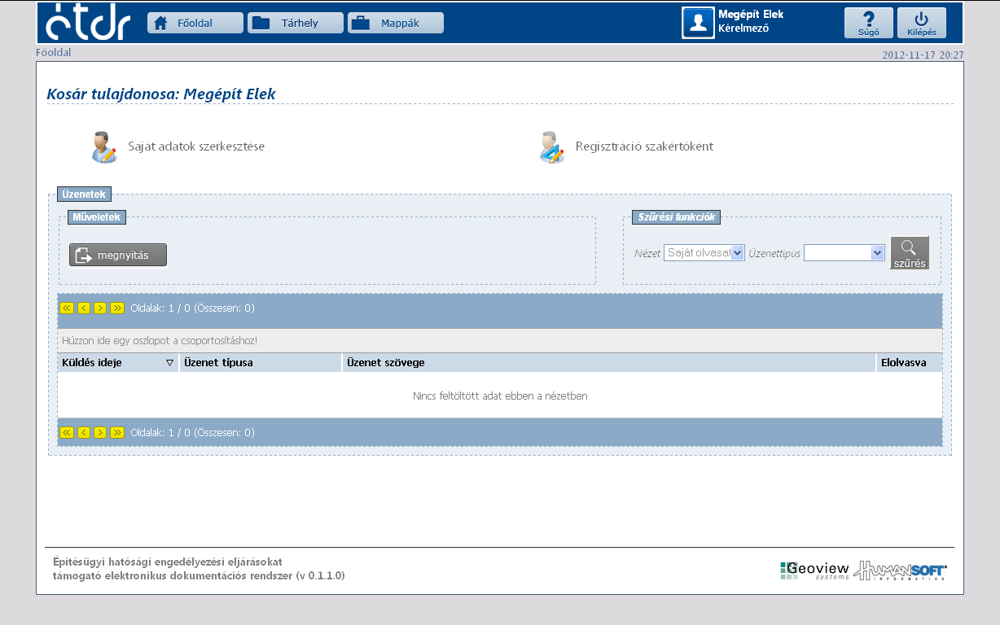 étdr
Főoldal
Tárhely
Mappák
Megépít Elek
Kérelmező
? Súgó
Kilépés
Főoldal
2012-11-17 20:27
Kosár tulajdonosa: Megépít Elek
Saját adatok szerkesztése
Regisztráció szakértőként
Üzenetek
Műveletek
Szűrési funkciók
megnyitás
Nézet
Saját olvasat
Üzenettípus
szűrés
Oldalak: 1 / 0 (Összesen: 0)
Húzzon ide egy oszlopot a csoportosításhoz!
Küldés ideje
Üzenet típusa
Üzenet szövege
Elolvasva
Nincs feltöltött adat ebben a nézetben
Oldalak: 1 / 0 (Összesen: 0)
Építésügyi hatósági engedélyezési eljárásokat
támogató elektronikus dokumentációs rendszer (v 0.1.1.0)
Geoview
systems
HUMANSOFT
INFORMATIKA